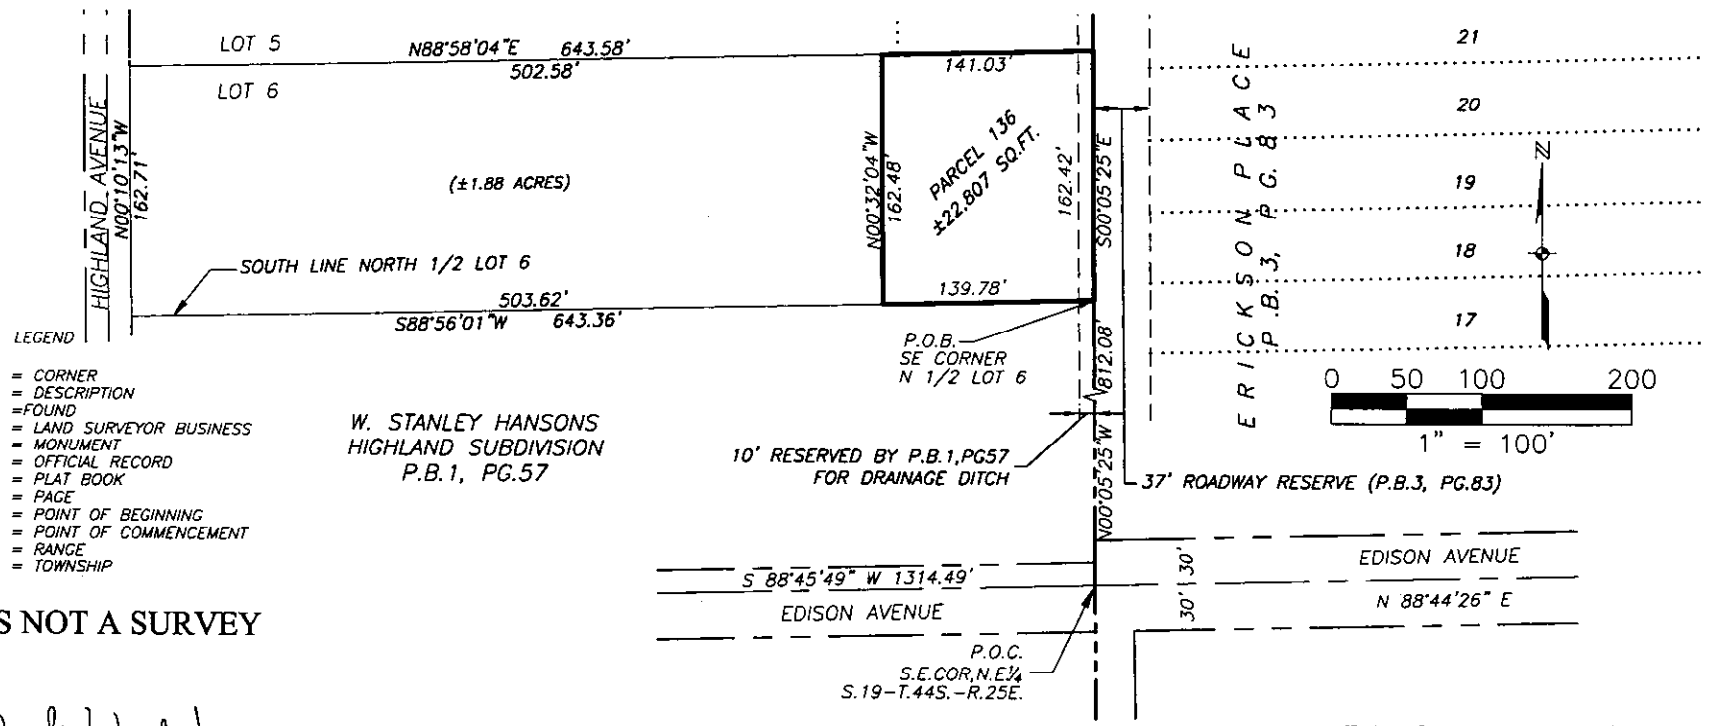 LOT 5
N88°58'04"E 643.58'
502.58'
LOT 6
HIGHLAND AVENUE
N00°10'13"W
162.71'
(±1.88 ACRES)
SOUTH LINE NORTH 1/2 LOT 6
503.62'
S88°56'01"W 643.36'
141.03'
N00°32'04"W
162.48'
PARCEL 136
±22,807 SQ.FT.
162.42'
S00°05'25"E
139.78'
P.O.B.
SE CORNER
N 1/2 LOT 6
812.08'
N00°05'25"W
ERICKSON PLACE
P.B.3, PG.83
21
20
19
18
17
N
0 50 100 200
1" = 100'
LEGEND
= CORNER
= DESCRIPTION
=FOUND
= LAND SURVEYOR BUSINESS
= MONUMENT
= OFFICIAL RECORD
= PLAT BOOK
= PAGE
= POINT OF BEGINNING
= POINT OF COMMENCEMENT
= RANGE
= TOWNSHIP
W. STANLEY HANSONS
HIGHLAND SUBDIVISION
P.B.1, PG.57
10' RESERVED BY P.B.1,PG57
FOR DRAINAGE DITCH
37' ROADWAY RESERVE (P.B.3, PG.83)
S 88°45'49" W 1314.49'
EDISON AVENUE
30' 30'
EDISON AVENUE
N 88°44'26" E
P.O.C.
S.E.COR,N.E¼
S.19-T.44S.-R.25E.
S NOT A SURVEY